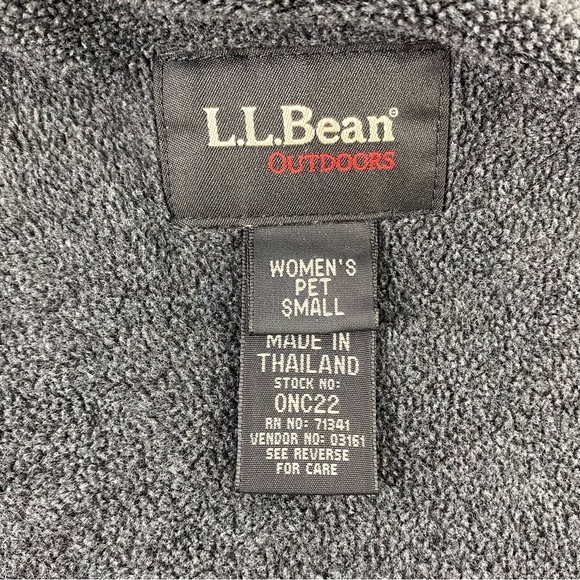 L.L.Bean®
OUTDOORS
WOMEN'S
PET
SMALL
MADE IN
THAILAND
STOCK NO:
0NC22
RN NO: 71341
VENDOR NO: 03161
SEE REVERSE
FOR CARE